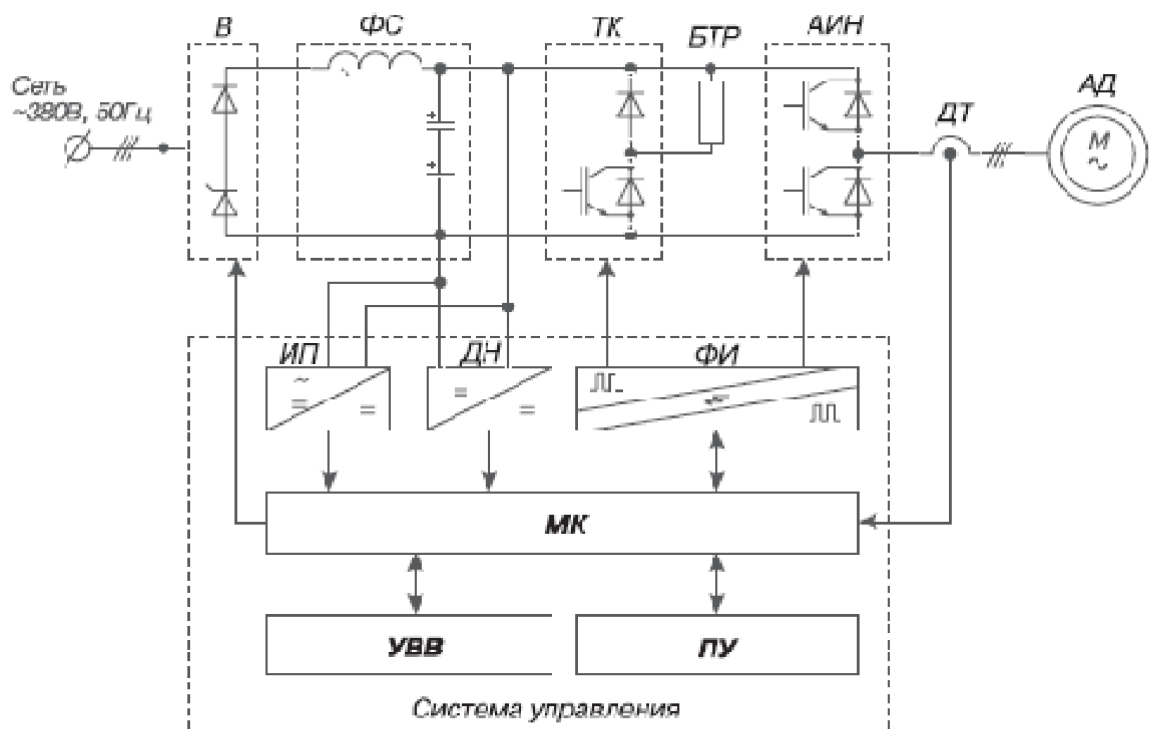 В
ФС
ТК
БТР
АИН
Сеть
~380В, 50Гц
ДТ
АД
М
~
ИП
ДН
ФИ
~
=
=
=
=
МК
УВВ
ПУ
Система управления